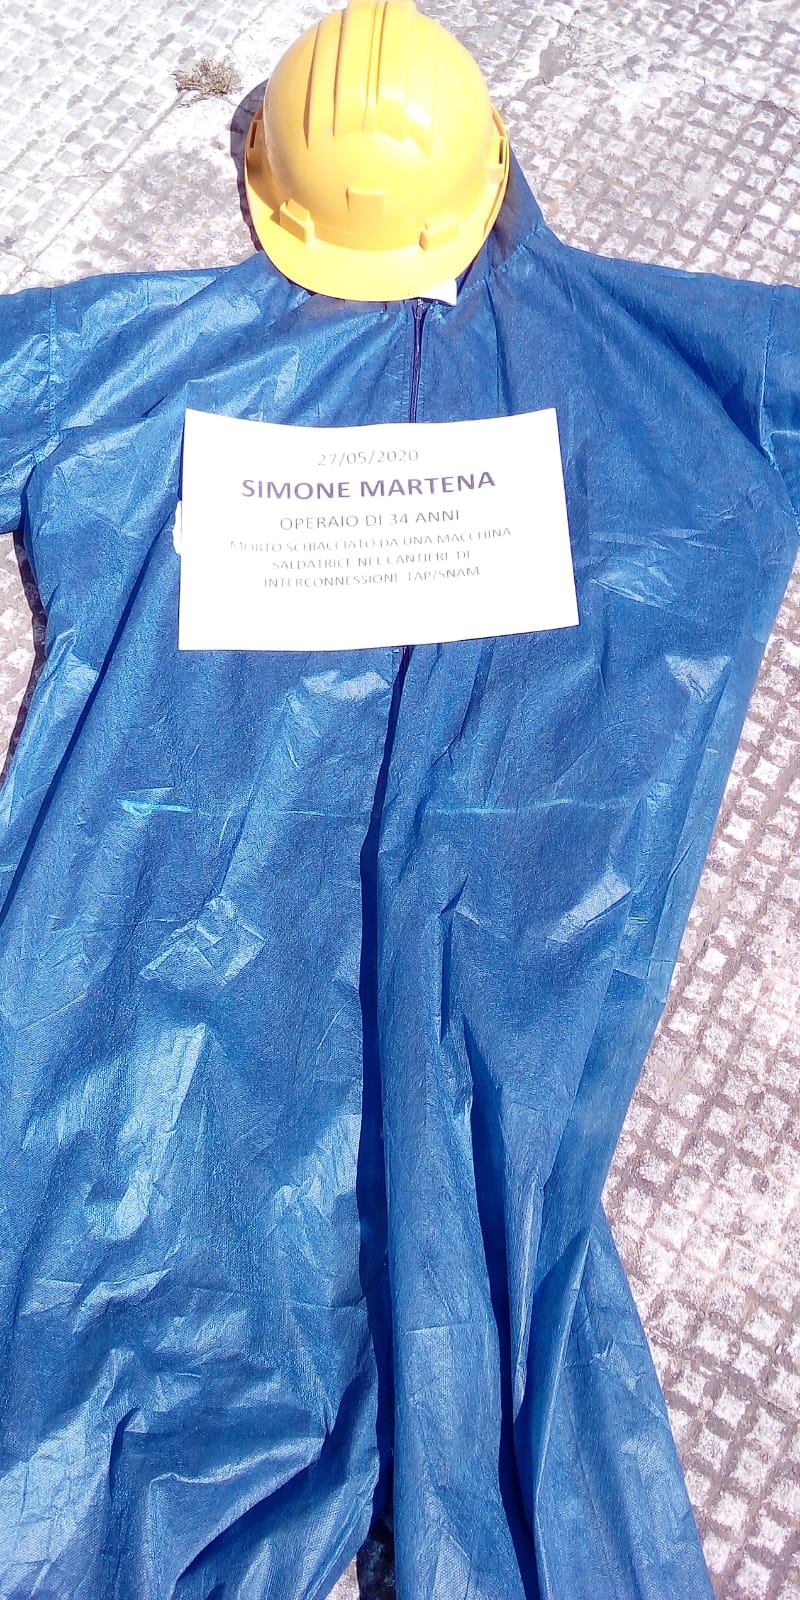 27/05/2020
SIMONE MARTENA
OPERAIO DI 34 ANNI
MORTO SCHIACCIATO DA UNA MACCHINA
SALDATRICE NEL CANTIERE DI
INTERCONNESSIONE TAP/SNAM